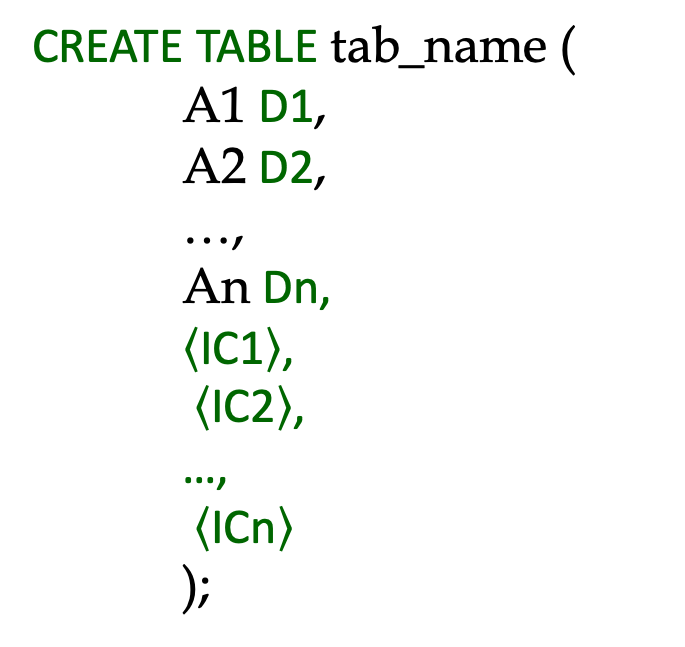 CREATE TABLE tab_name (
A1 D1,
A2 D2,
…,
An Dn,
⟨IC1⟩,
⟨IC2⟩,
…,
⟨ICn⟩
);